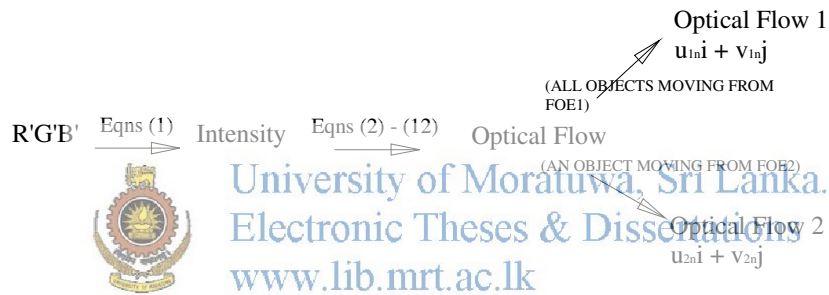 Optical Flow 1
u1ni + v1nj
(ALL OBJECTS MOVING FROM
FOE1)
R'G'B' Eqns (1) Intensity Eqns (2) - (12) Optical Flow
(AN OBJECT MOVING FROM FOE2)
University of Moratuwa, Sri Lanka.
Electronic Theses & Dissertations
Optical Flow 2
u2ni + v2nj
www.lib.mrt.ac.lk